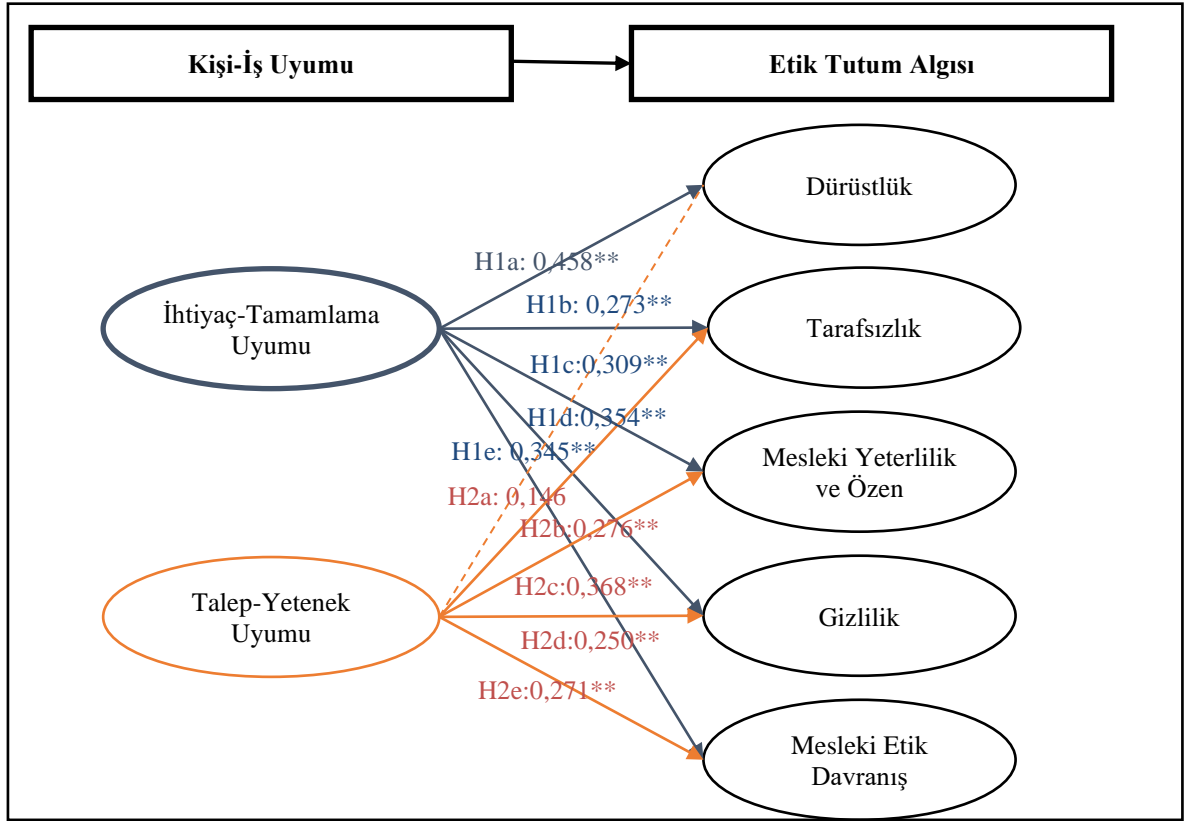 Kişi-İş Uyumu
Etik Tutum Algısı
Dürüstlük
H1a: 0,458**
İhtiyaç-Tamamlama
Uyumu
H1b: 0,273**
Tarafsızlık
H1c:0,309**
H1d:0,354**
H1e: 0,345**
Mesleki Yeterlilik
ve Özen
H2a: 0,146
H2b:0,276**
Talep-Yetenek
Uyumu
H2c:0,368**
Gizlilik
H2d:0,250**
H2e:0,271**
Mesleki Etik
Davranış